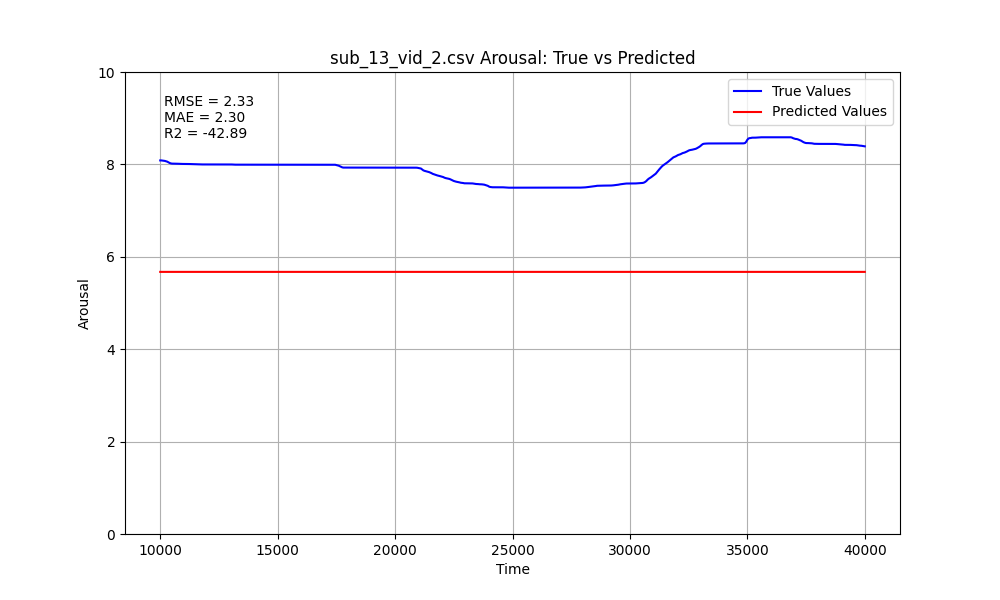 sub_13_vid_2.csv Arousal: True vs Predicted
RMSE = 2.33
MAE = 2.30
R2 = -42.89
True Values
Predicted Values
10
8
6
4
2
0
Arousal
10000 15000 20000 25000 30000 35000 40000
Time